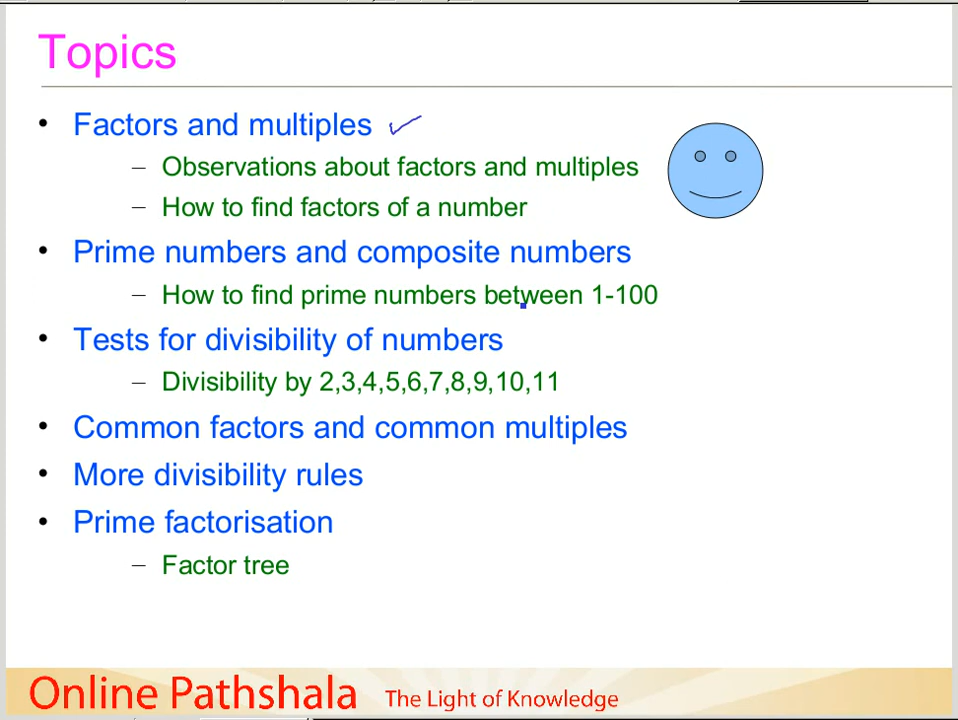 Topics
• Factors and multiples ✓
– Observations about factors and multiples
– How to find factors of a number
• Prime numbers and composite numbers
– How to find prime numbers between 1-100
• Tests for divisibility of numbers
– Divisibility by 2,3,4,5,6,7,8,9,10,11
• Common factors and common multiples
• More divisibility rules
• Prime factorisation
– Factor tree
Online Pathshala The Light of Knowledge